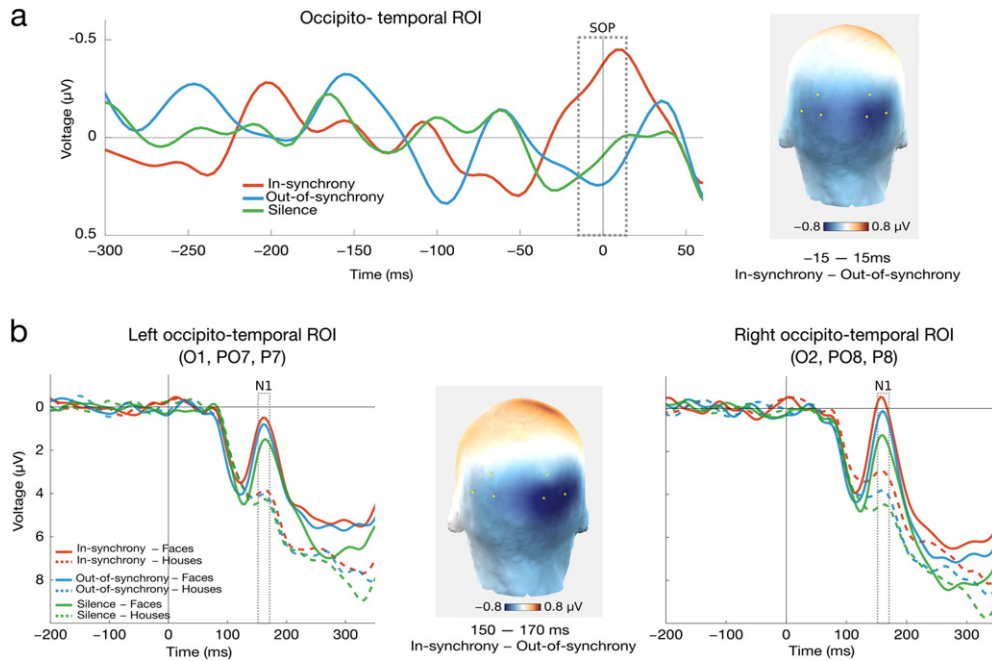 a
Occipito- temporal ROI
SOP
Voltage (µV)
-0.5
0
0.5
In-synchrony
Out-of-synchrony
Silence
−300 −250 −200 −150 −100 −50 0 50
Time (ms)
−0.8 0.8 µV
−15 — 15ms
In-synchrony – Out-of-synchrony
b
Left occipito-temporal ROI
(O1, PO7, P7)
N1
Voltage (µV)
0
2
4
6
8
In-synchrony – Faces
In-synchrony – Houses
Out-of-synchrony – Faces
Out-of-synchrony – Houses
Silence – Faces
Silence – Houses
−200 −100 0 100 200 300
Time (ms)
−0.8 0.8 µV
150 — 170 ms
In-synchrony – Out-of-synchrony
Right occipito-temporal ROI
(O2, PO8, P8)
N1
−200 −100 0 100 200 300
Time (ms)